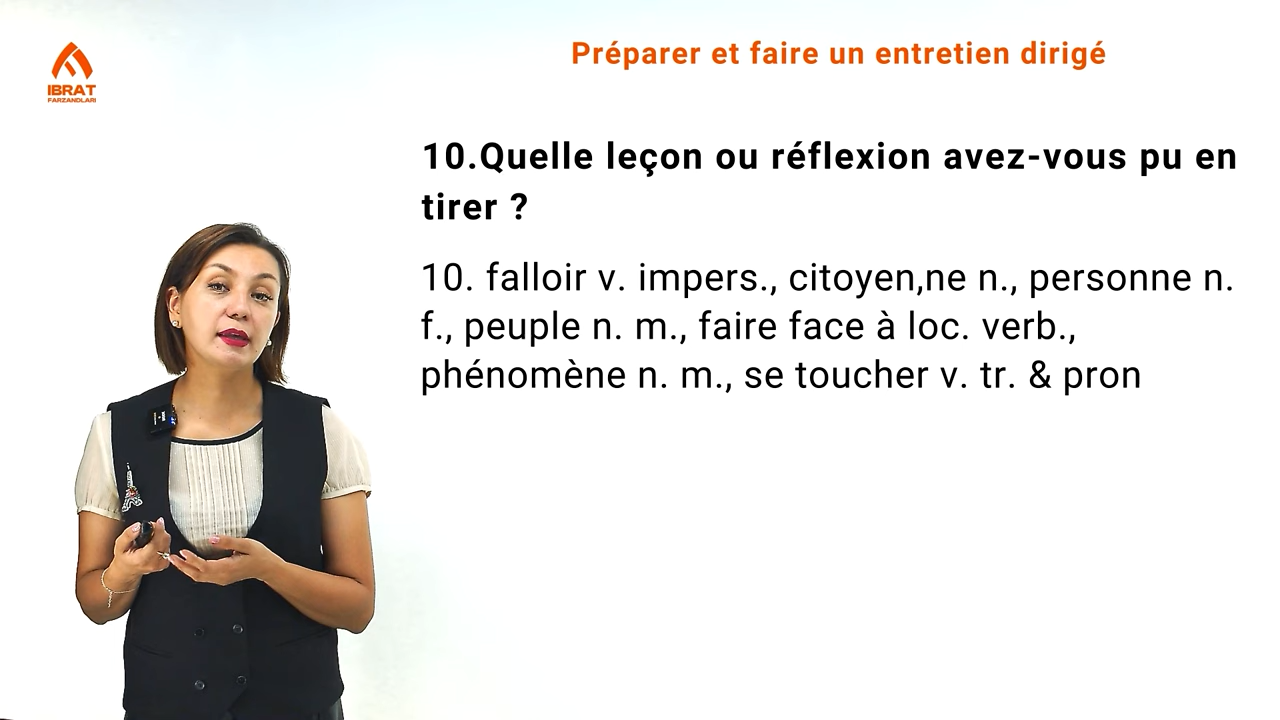 IBRAT
FARZANDLARI
Préparer et faire un entretien dirigé
10.Quelle leçon ou réflexion avez-vous pu en
tirer ?
10. falloir v. impers., citoyen,ne n., personne n.
f., peuple n. m., faire face à loc. verb.,
phénomène n. m., se toucher v. tr. & pron